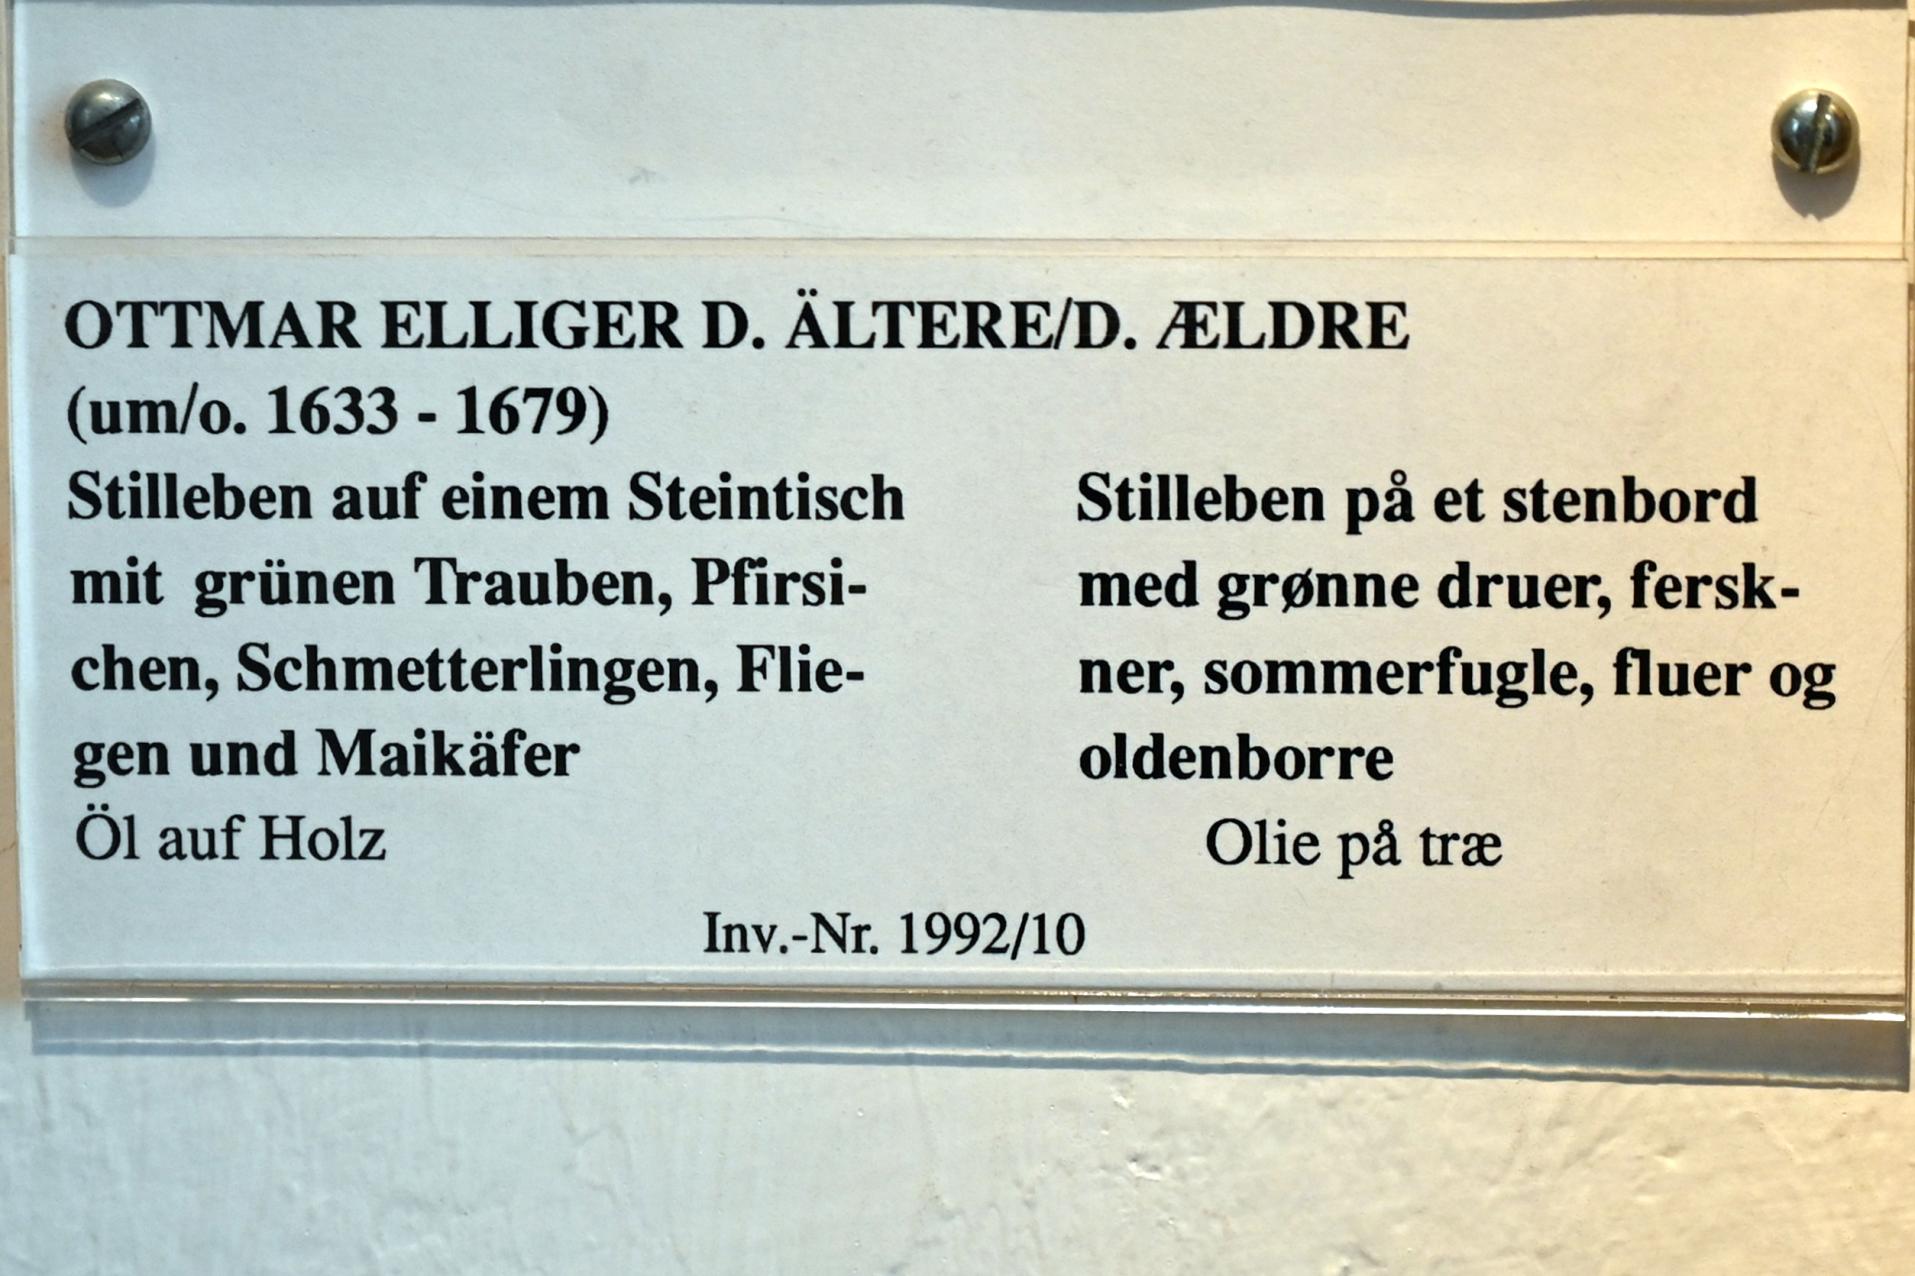 OTTMAR ELLIGER D. ÄLTERE/D. ÆLDRE
(um/o. 1633 - 1679)
Stilleben auf einem Steintisch
mit grünen Trauben, Pfirsi-
chen, Schmetterlingen, Flie-
gen und Maikäfer
Öl auf Holz
Stilleben på et stenbord
med grønne druer, fersk-
ner, sommerfugle, fluer og
oldenborre
Olie på træ
Inv.-Nr. 1992/10